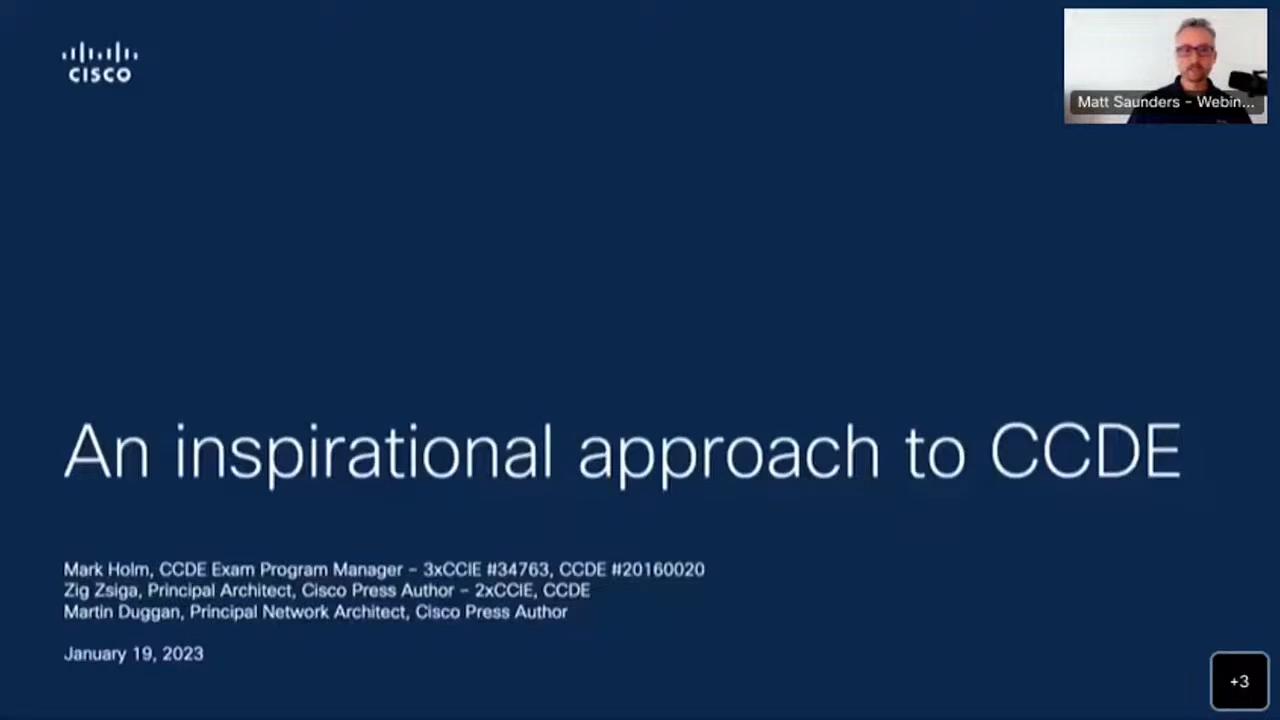 CISCO
Matt Saunders - Webin...
An inspirational approach to CCDE
Mark Holm, CCDE Exam Program Manager – 3xCCIE #34763, CCDE #20160020
Zig Zsiga, Principal Architect, Cisco Press Author – 2xCCIE, CCDE
Martin Duggan, Principal Network Architect, Cisco Press Author
January 19, 2023
+3